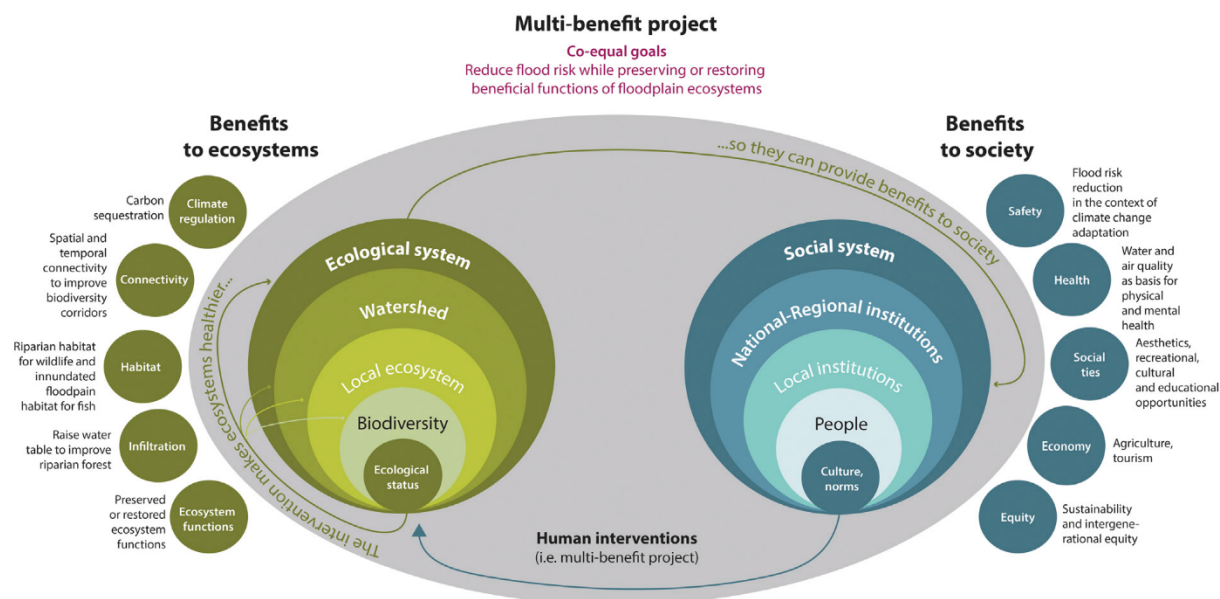 Multi-benefit project
Co-equal goals
Reduce flood risk while preserving or restoring
beneficial functions of floodplain ecosystems
Benefits
to ecosystems
Carbon
sequestration
Climate
regulation
Spatial and
temporal
connectivity
to improve
biodiversity
corridors
Connectivity
Riparian habitat
for wildlife and
innundated
floodpain
habitat for fish
Habitat
Raise water
table to improve
riparian forest
Infiltration
Preserved
or restored
ecosystem
functions
Ecosystem
functions
The intervention makes ecosystems healthier...
Ecological system
Watershed
Local ecosystem
Biodiversity
Ecological
status
...so they can provide benefits to society
Social system
National-Regional institutions
Local institutions
People
Culture,
norms
Human interventions
(i.e. multi-benefit project)
Benefits
to society
Safety
Flood risk
reduction
in the context of
climate change
adaptation
Health
Water and
air quality
as basis for
physical
and mental
health
Social
ties
Aesthetics,
recreational,
cultural
and educational
opportunities
Economy
Agriculture,
tourism
Equity
Sustainability
and intergene-
rational equity